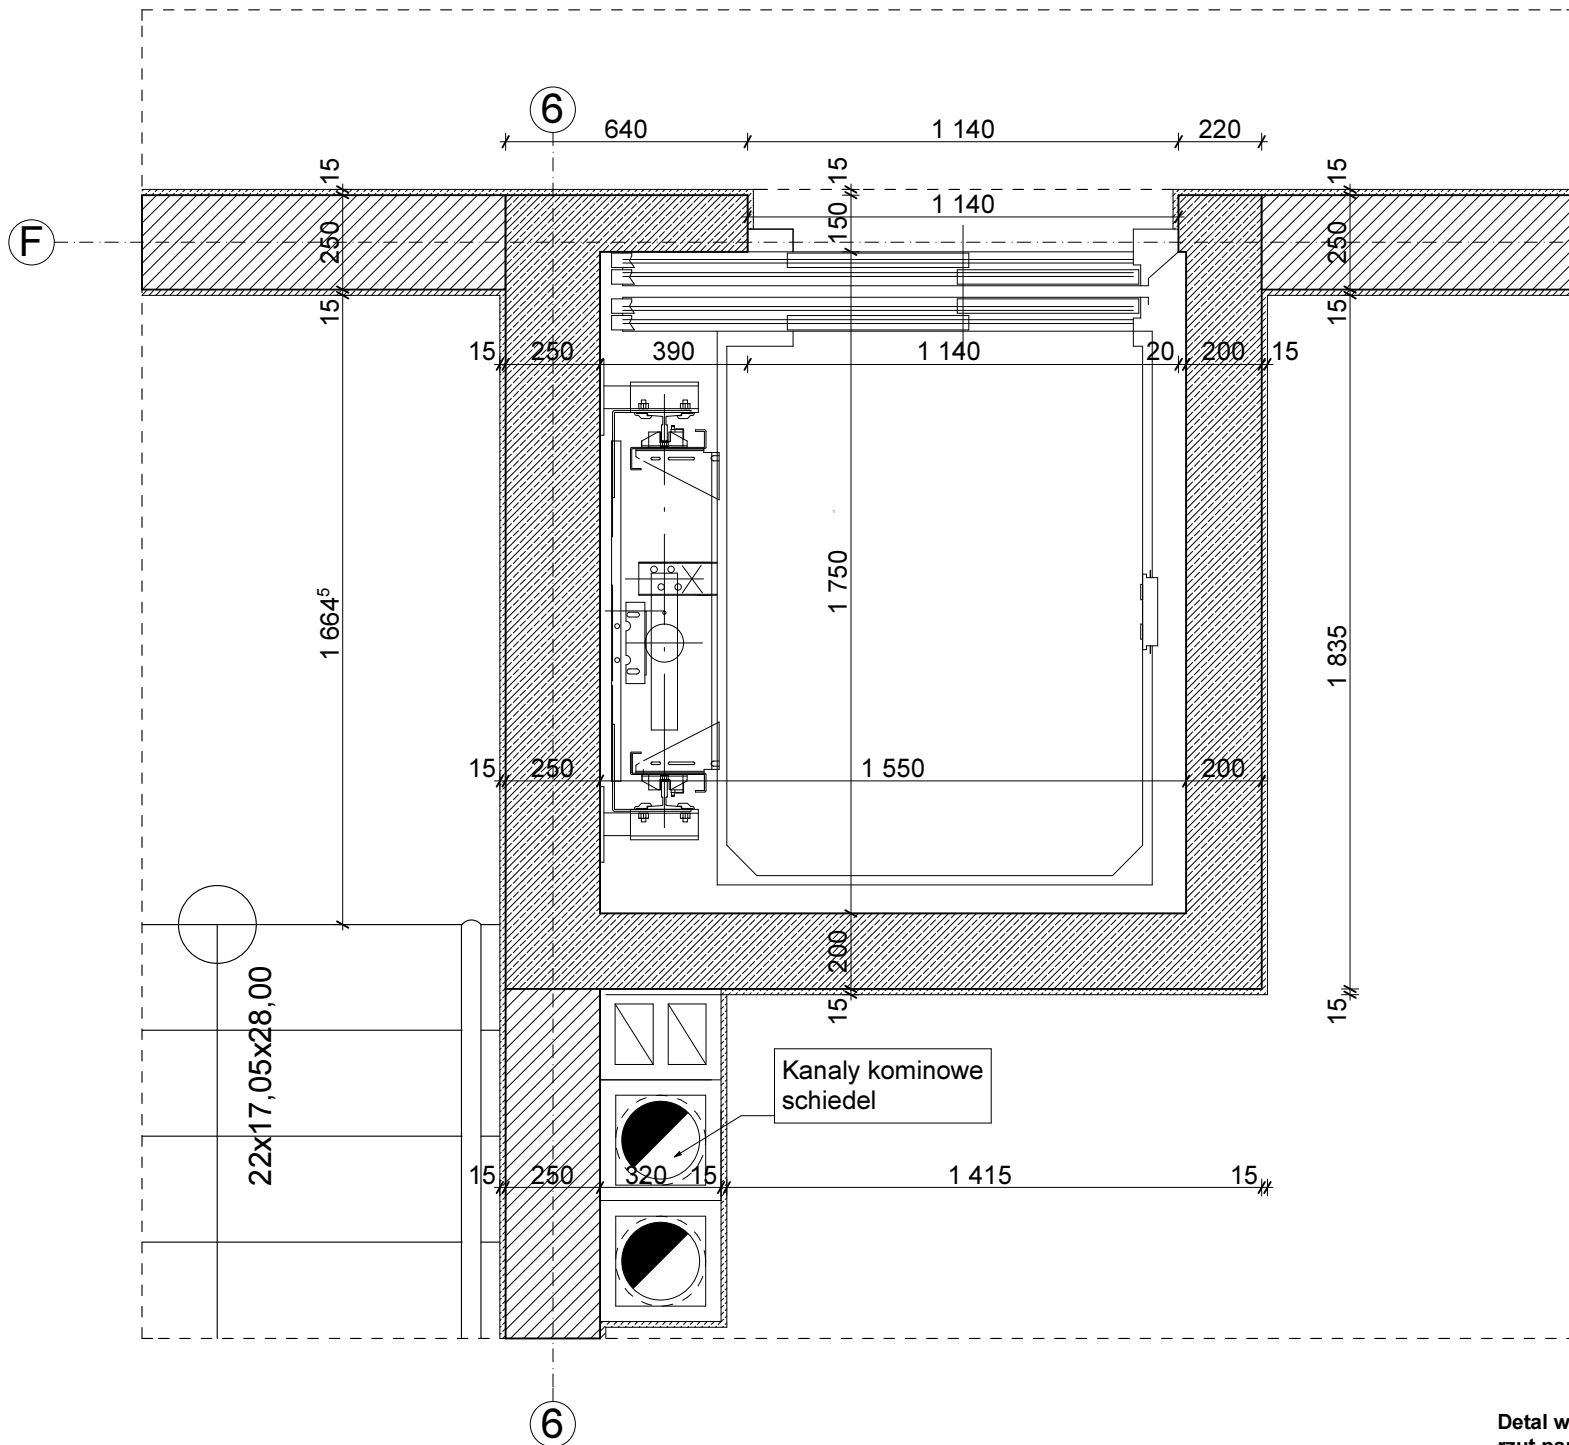 6
640 1 140 220
15 15 15
1 140
F
250 150 250
15 15
15 250 390 1 140 20 200 15
1 750
1 664⁵
1 835
15 250 1 550 200
200
15 15
22x17,05x28,00
Kanaly kominowe
schiedel
15 250 320 15 1 415 15
6
Detal w